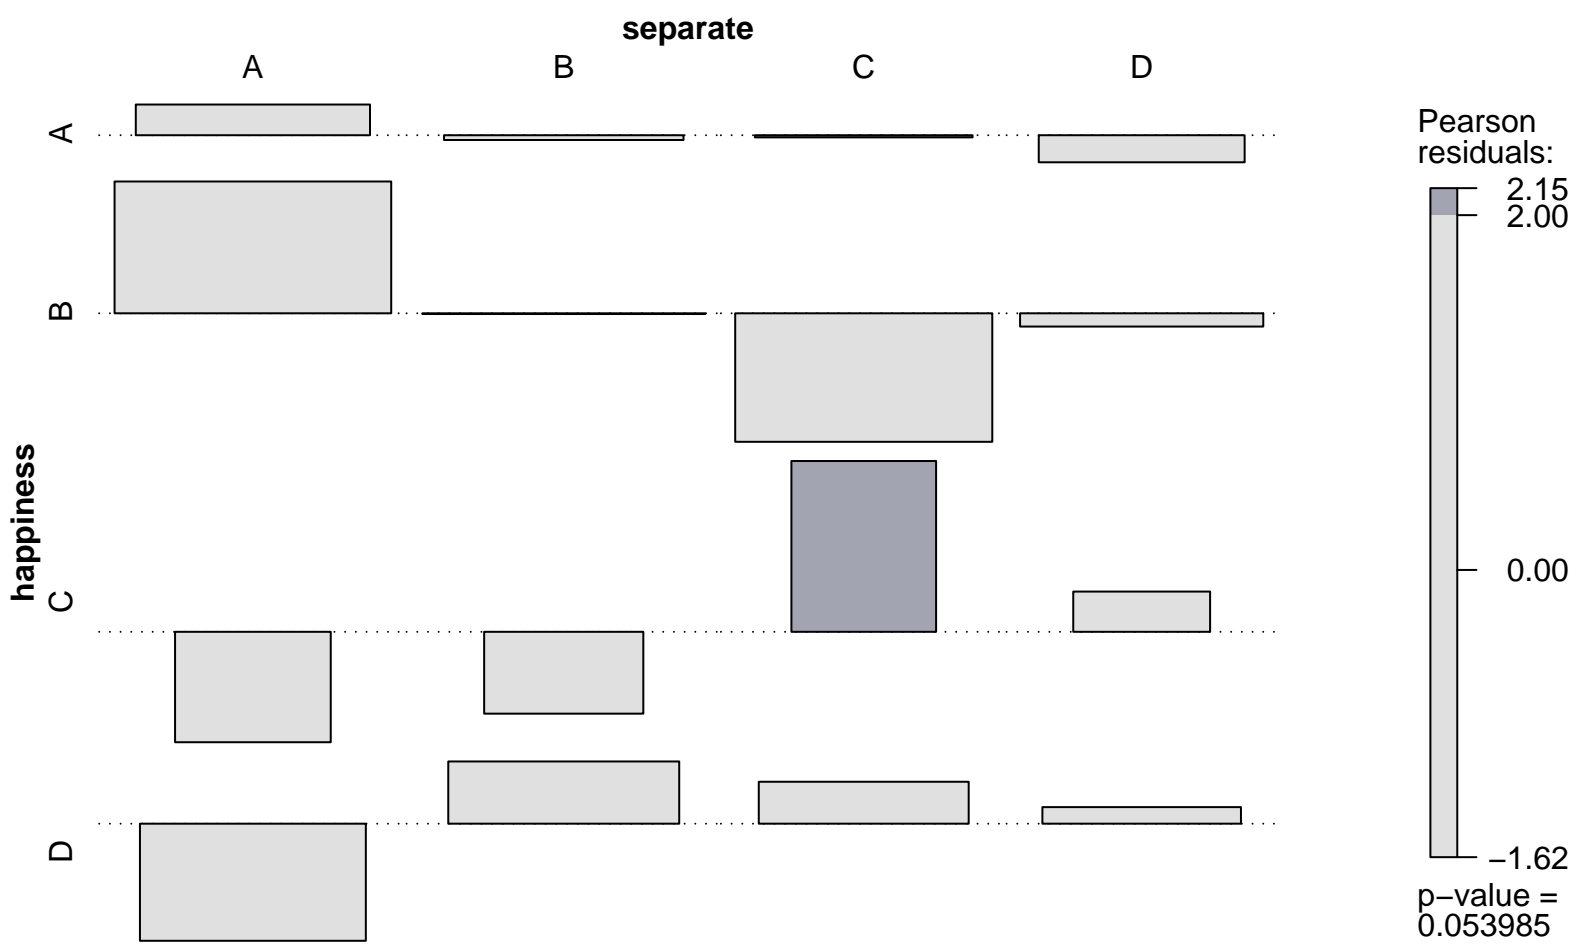 separate
A B C D
A
B
C
D
happiness
Pearson
residuals:
2.15
2.00
0.00
−1.62
p−value =
0.053985